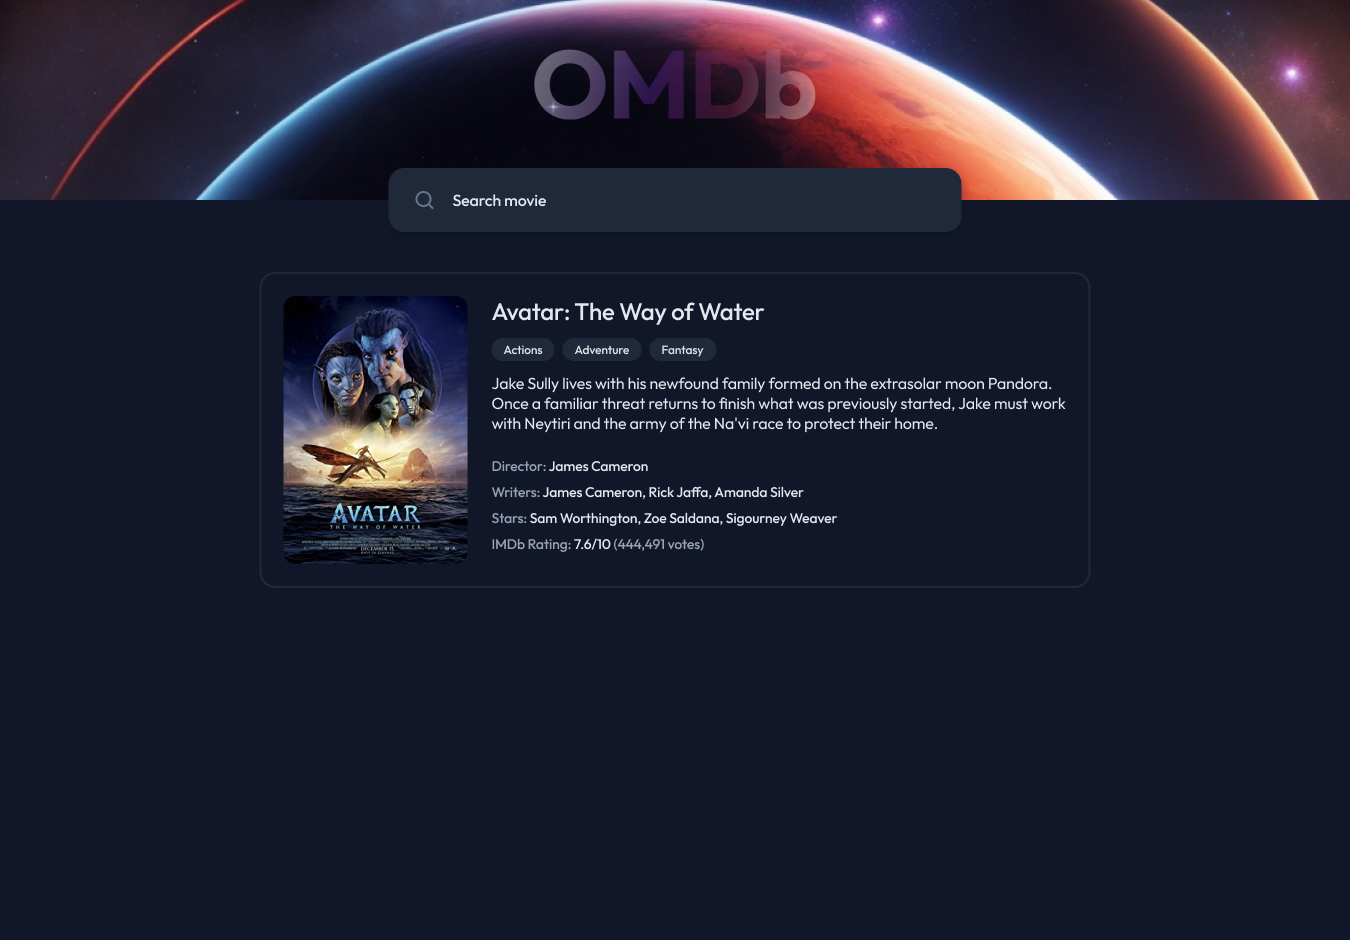 OMDb
Search movie
Avatar: The Way of Water
Actions
Adventure
Fantasy
Jake Sully lives with his newfound family formed on the extrasolar moon Pandora.
Once a familiar threat returns to finish what was previously started, Jake must work
with Neytiri and the army of the Na'vi race to protect their home.
Director: James Cameron
Writers: James Cameron, Rick Jaffa, Amanda Silver
Stars: Sam Worthington, Zoe Saldana, Sigourney Weaver
IMDb Rating: 7.6/10 (444,491 votes)
AVATAR
THE WAY OF WATER